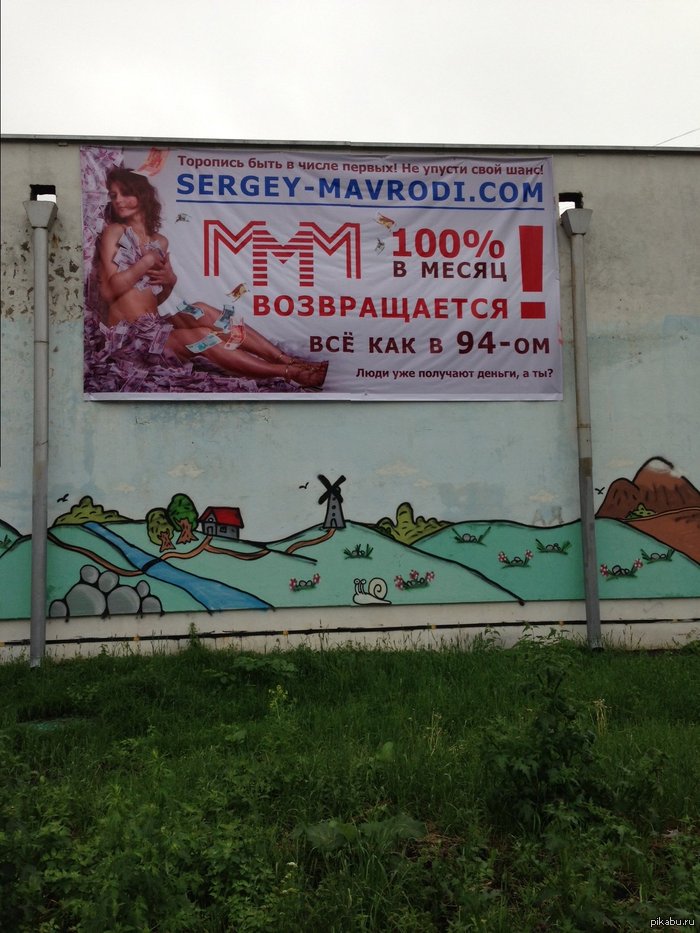 Торопись быть в числе первых! Не упусти свой шанс!
SERGEY-MAVRODI.COM
МММ 100%
В МЕСЯЦ
ВОЗВРАЩАЕТСЯ!
ВСЁ КАК В 94-ОМ
Люди уже получают деньги, а ты?
pikabu.ru